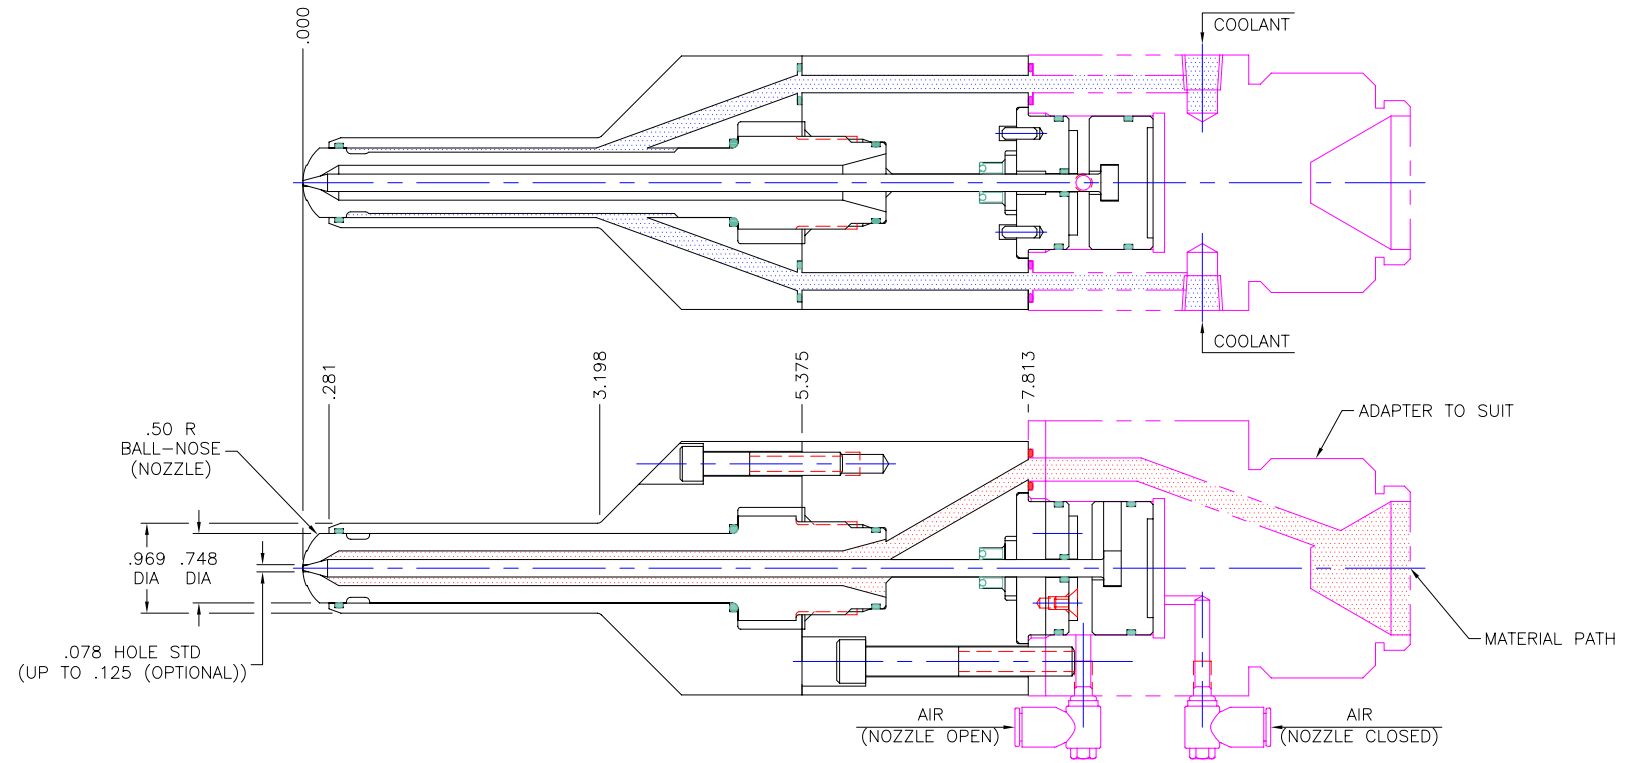 .000
COOLANT
COOLANT
.281
3.198
5.375
7.813
ADAPTER TO SUIT
.50 R
BALL-NOSE
(NOZZLE)
.969 .748
DIA DIA
.078 HOLE STD
(UP TO .125 (OPTIONAL))
MATERIAL PATH
AIR
(NOZZLE OPEN)
AIR
(NOZZLE CLOSED)